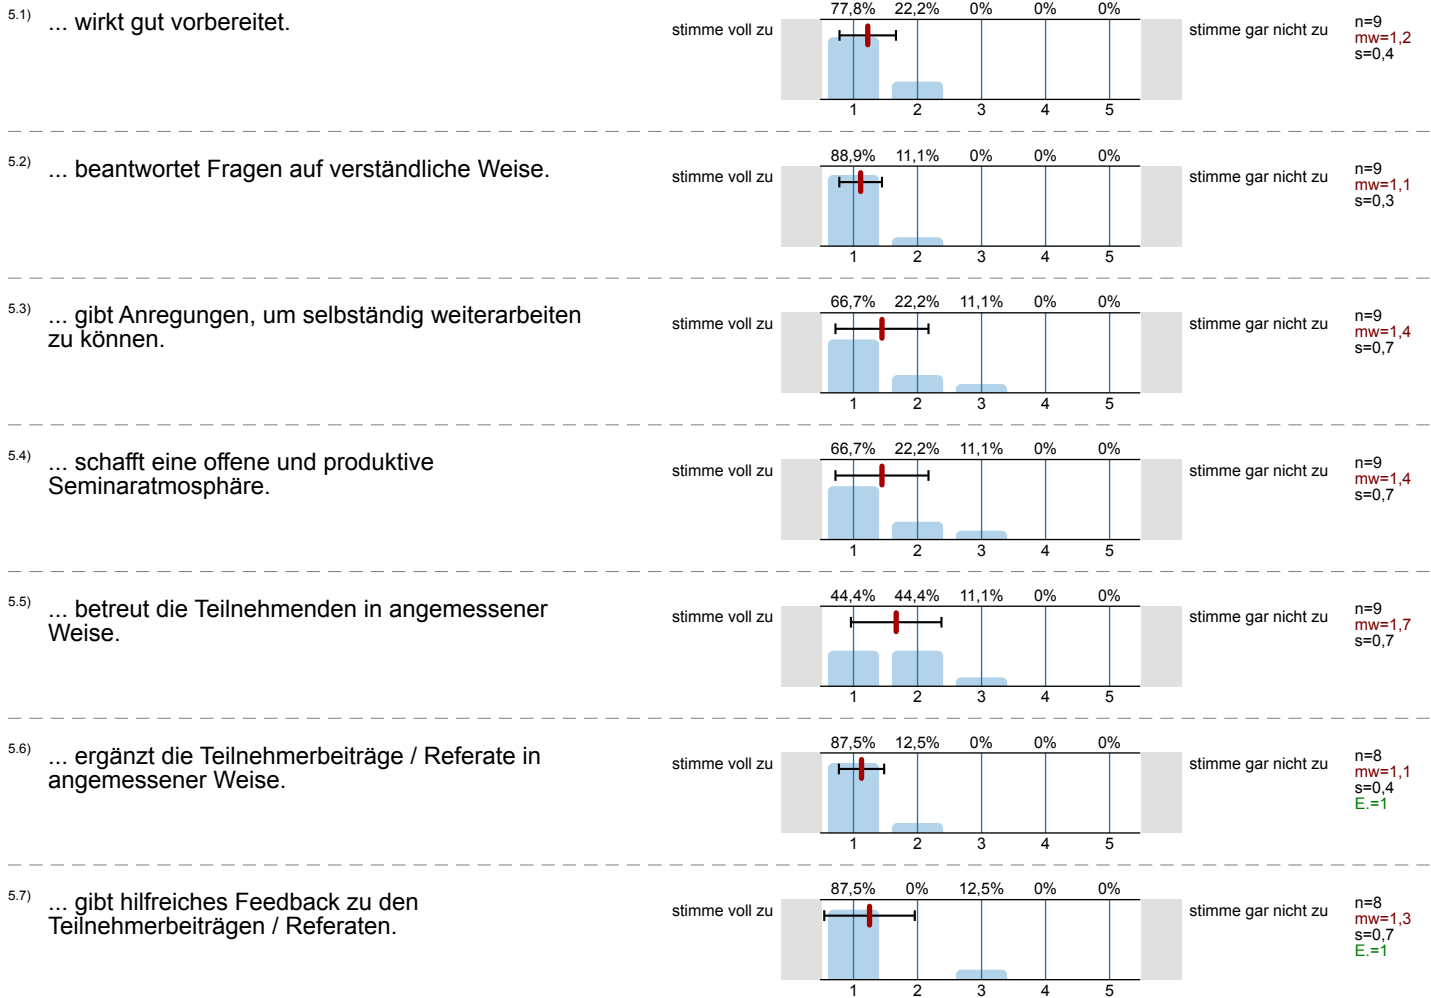 5.1) ... wirkt gut vorbereitet.
77,8% 22,2% 0% 0% 0%
stimme voll zu stimme gar nicht zu
n=9
mw=1,2
s=0,4
1 2 3 4 5
5.2) ... beantwortet Fragen auf verständliche Weise.
88,9% 11,1% 0% 0% 0%
stimme voll zu stimme gar nicht zu
n=9
mw=1,1
s=0,3
1 2 3 4 5
5.3) ... gibt Anregungen, um selbständig weiterarbeiten
zu können.
66,7% 22,2% 11,1% 0% 0%
stimme voll zu stimme gar nicht zu
n=9
mw=1,4
s=0,7
1 2 3 4 5
5.4) ... schafft eine offene und produktive
Seminaratmosphäre.
66,7% 22,2% 11,1% 0% 0%
stimme voll zu stimme gar nicht zu
n=9
mw=1,4
s=0,7
1 2 3 4 5
5.5) ... betreut die Teilnehmenden in angemessener
Weise.
44,4% 44,4% 11,1% 0% 0%
stimme voll zu stimme gar nicht zu
n=9
mw=1,7
s=0,7
1 2 3 4 5
5.6) ... ergänzt die Teilnehmerbeiträge / Referate in
angemessener Weise.
87,5% 12,5% 0% 0% 0%
stimme voll zu stimme gar nicht zu
n=8
mw=1,1
s=0,4
E.=1
1 2 3 4 5
5.7) ... gibt hilfreiches Feedback zu den
Teilnehmerbeiträgen / Referaten.
87,5% 0% 12,5% 0% 0%
stimme voll zu stimme gar nicht zu
n=8
mw=1,3
s=0,7
E.=1
1 2 3 4 5